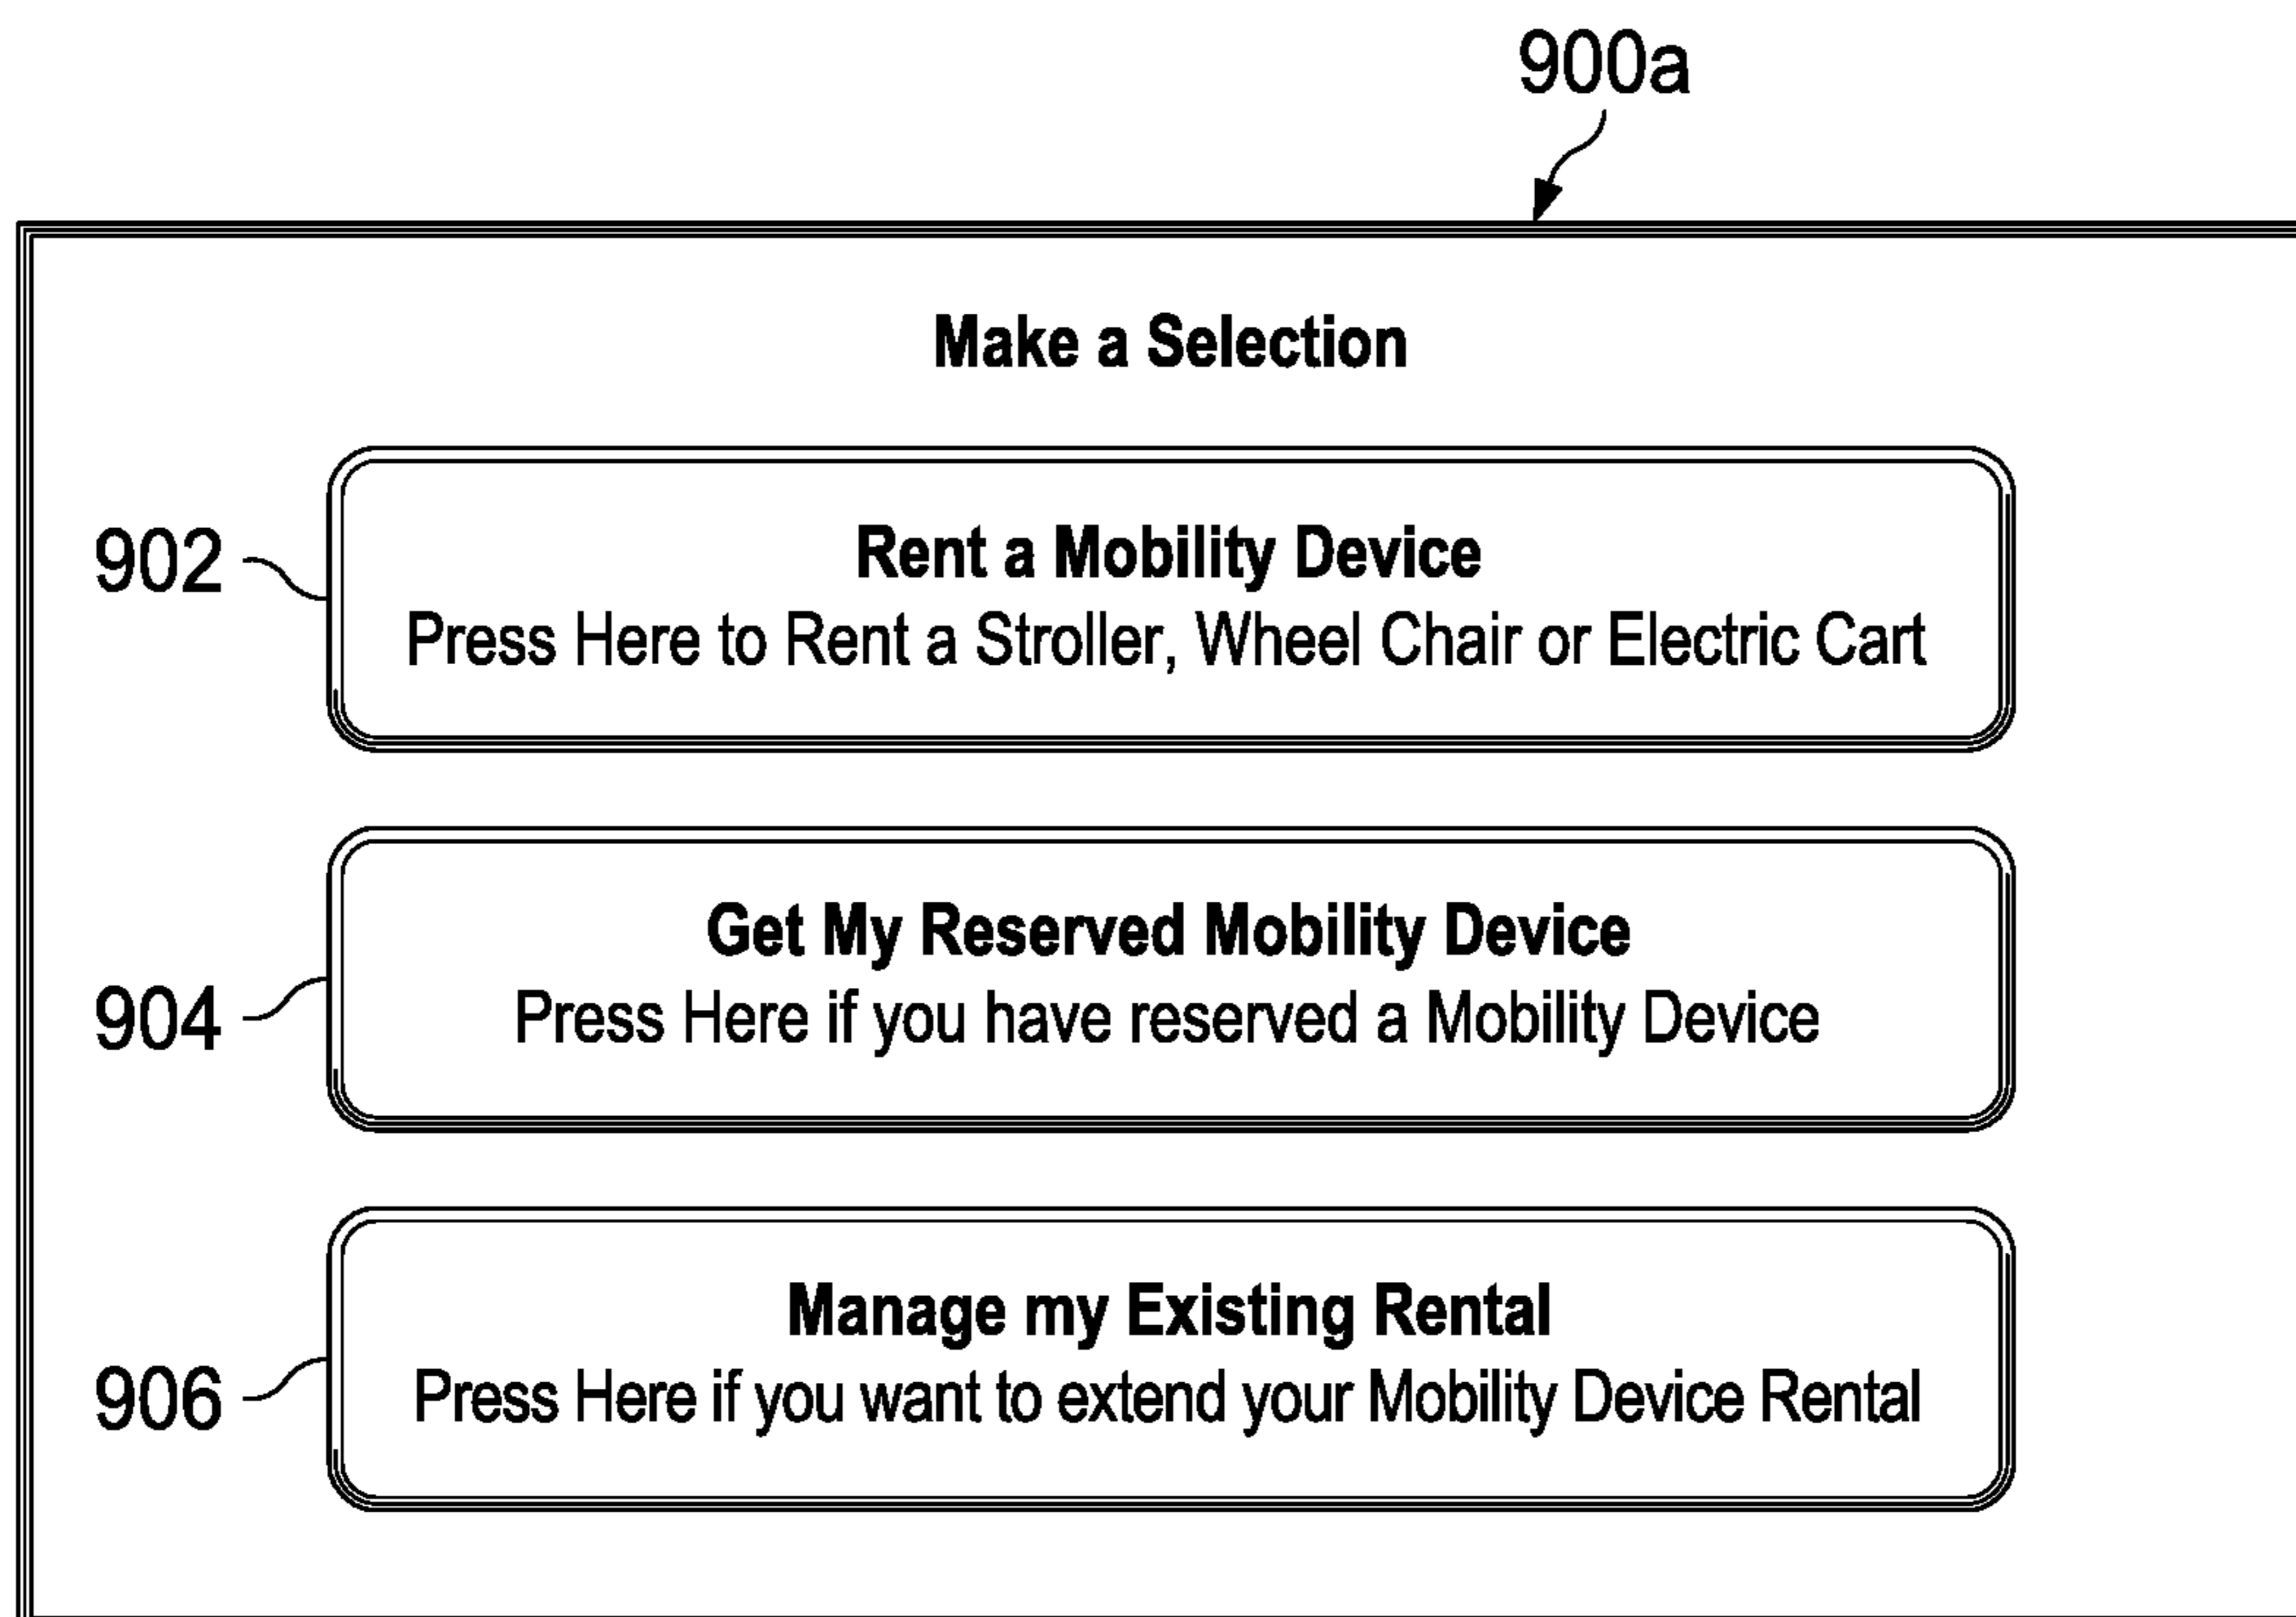 900a
Make a Selection
902
Rent a Mobility Device
Press Here to Rent a Stroller, Wheel Chair or Electric Cart
904
Get My Reserved Mobility Device
Press Here if you have reserved a Mobility Device
906
Manage my Existing Rental
Press Here if you want to extend your Mobility Device Rental